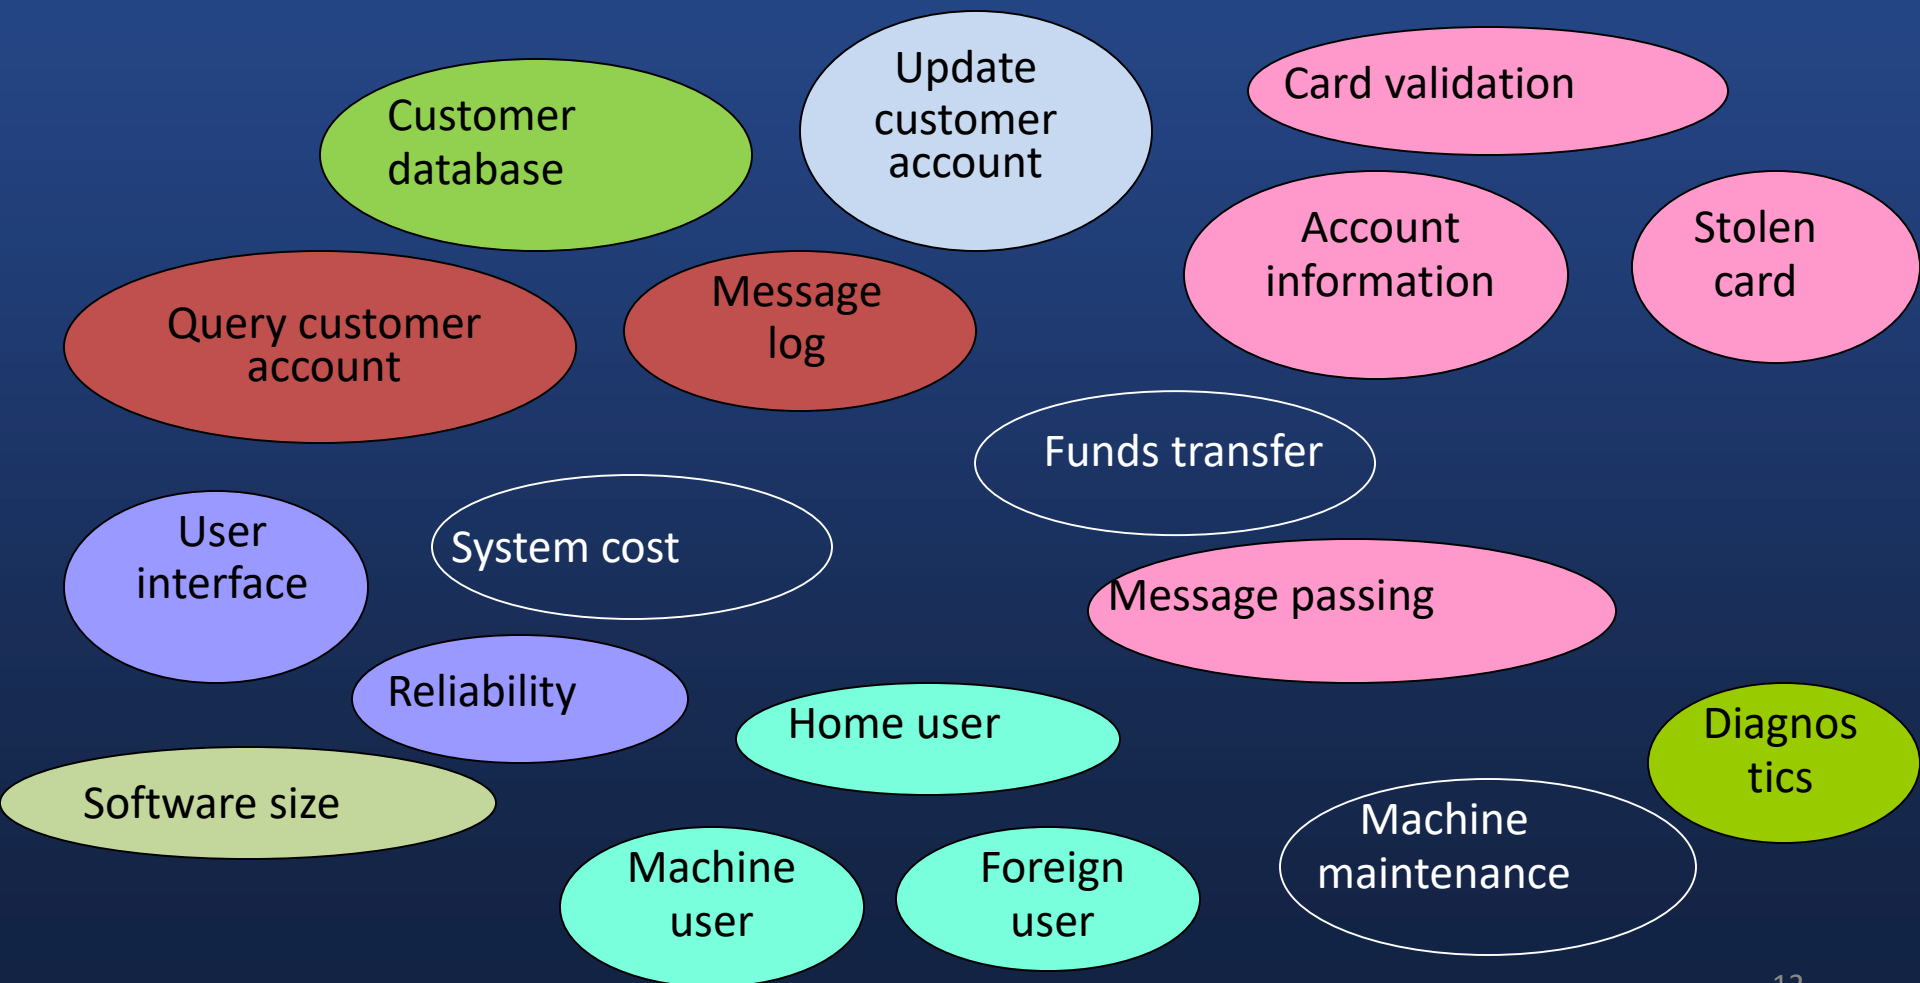 Customer
database
Update
customer
account
Card validation
Account
information
Stolen
card
Query customer
account
Message
log
Funds transfer
User
interface
System cost
Message passing
Reliability
Home user
Diagnos
tics
Software size
Machine
user
Foreign
user
Machine
maintenance